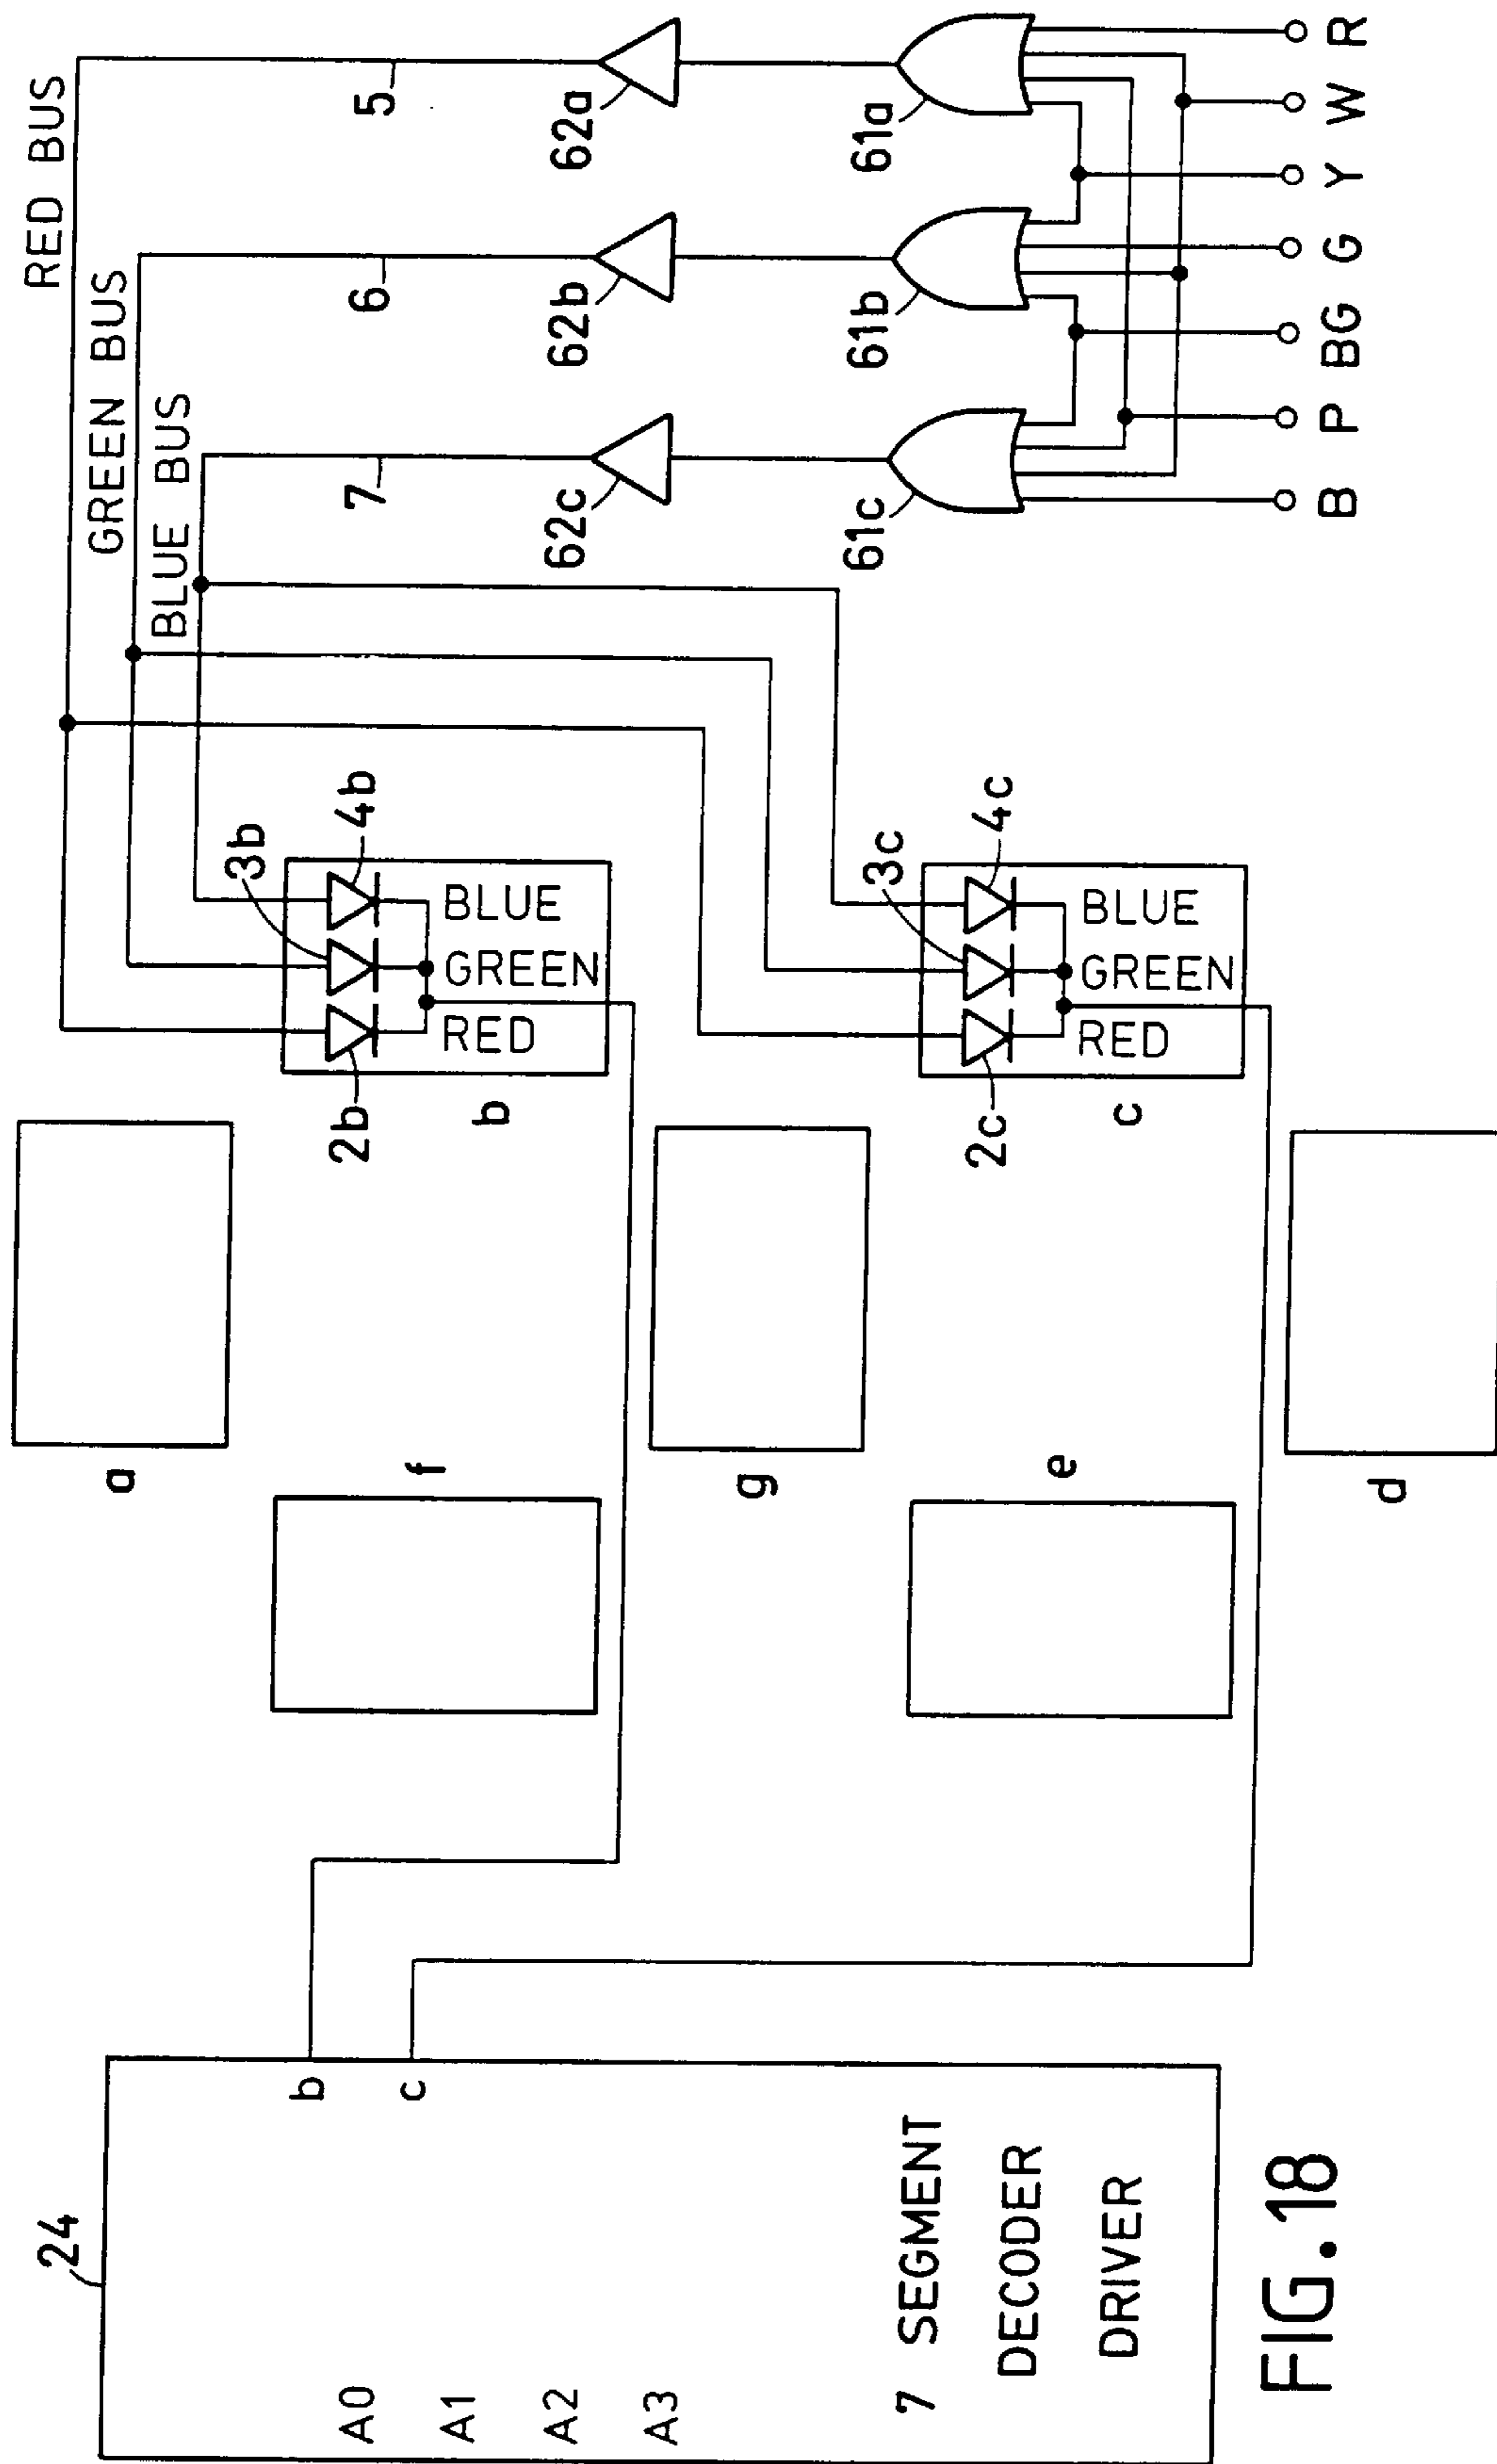 24
A0
A1
A2
A3
b
c
7 SEGMENT
DECODER
DRIVER
a
f
g
e
d
2b
3b
4b
RED
GREEN
BLUE
b
2c
3c
4c
RED
GREEN
BLUE
c
RED BUS
GREEN BUS
BLUE BUS
5
6
7
62a
62b
62c
61a
61b
61c
B
P
BG
G
Y
W
R
FIG. 18